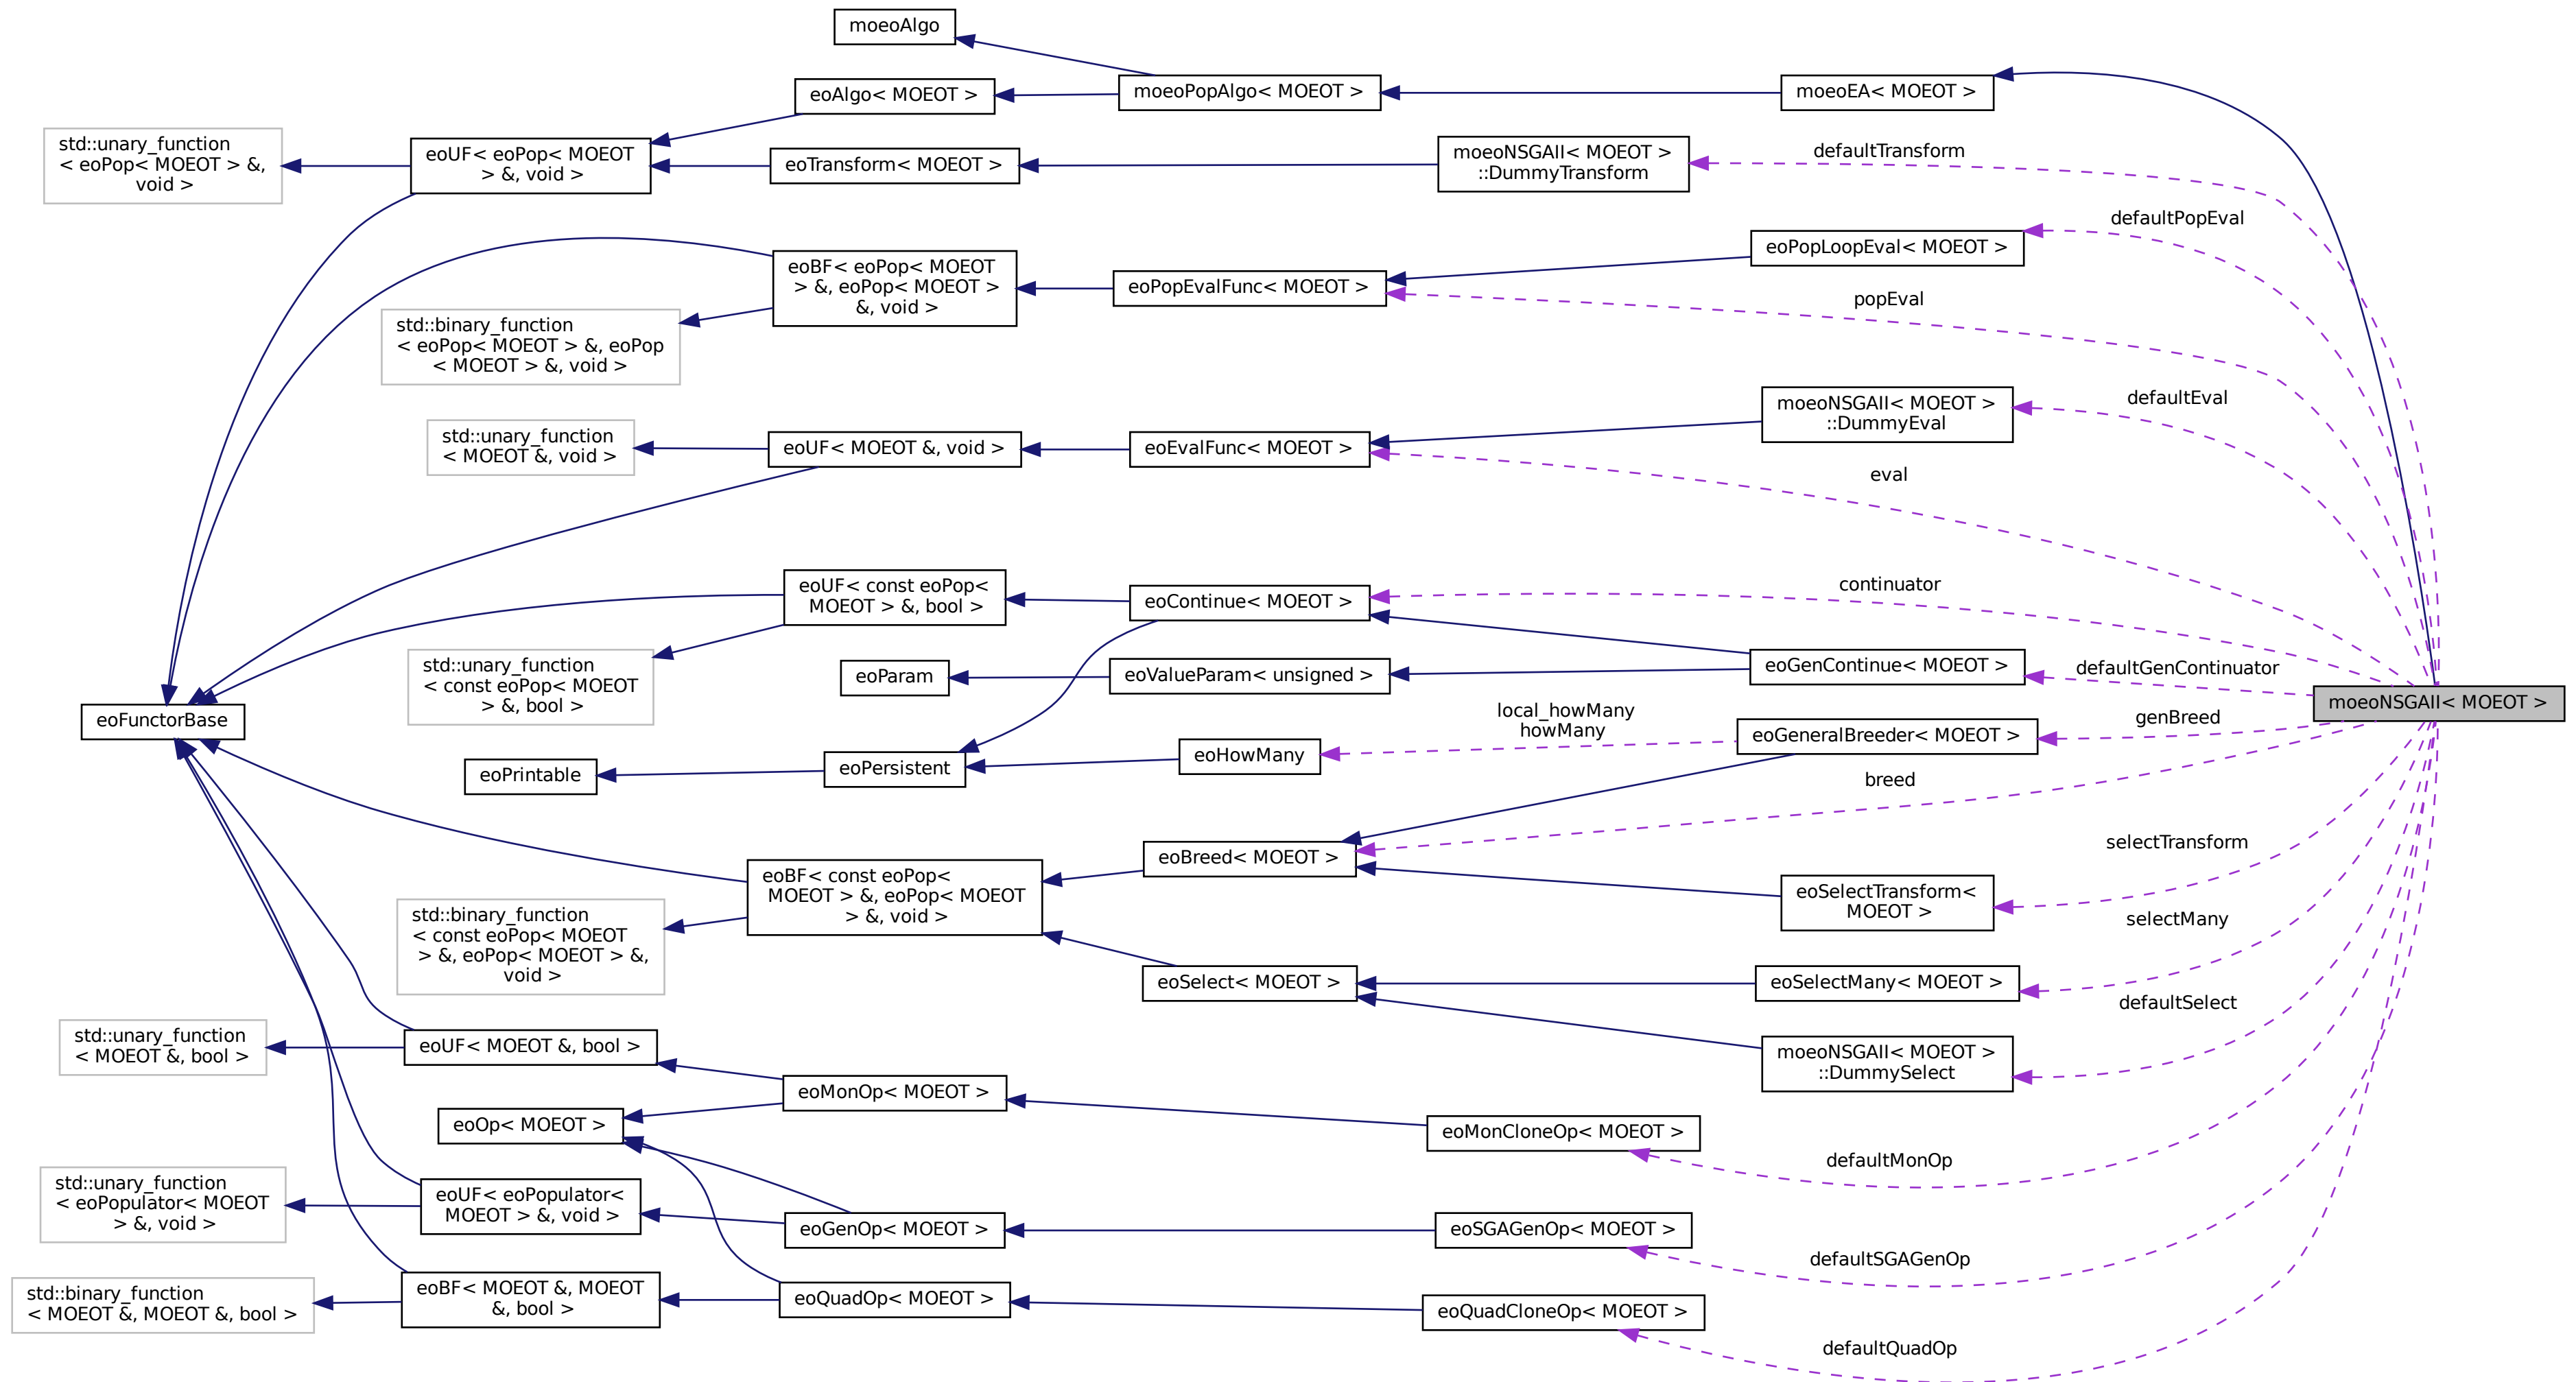 moeoAlgo
eoAlgo< MOEOT >
moeoPopAlgo< MOEOT >
moeoEA< MOEOT >
std::unary_function
< eoPop< MOEOT > &,
void >
eoUF< eoPop< MOEOT
> &, void >
eoTransform< MOEOT >
moeoNSGAII< MOEOT >
::DummyTransform
defaultTransform
defaultPopEval
eoBF< eoPop< MOEOT
> &, eoPop< MOEOT >
&, void >
eoPopEvalFunc< MOEOT >
eoPopLoopEval< MOEOT >
popEval
std::binary_function
< eoPop< MOEOT > &, eoPop
< MOEOT > &, void >
moeoNSGAII< MOEOT >
::DummyEval
defaultEval
std::unary_function
< MOEOT &, void >
eoUF< MOEOT &, void >
eoEvalFunc< MOEOT >
eval
eoUF< const eoPop<
MOEOT > &, bool >
eoContinue< MOEOT >
continuator
std::unary_function
< const eoPop< MOEOT
> &, bool >
eoParam
eoValueParam< unsigned >
eoGenContinue< MOEOT >
defaultGenContinuator
moeoNSGAII< MOEOT >
eoFunctorBase
local_howMany
howMany
genBreed
eoPrintable
eoPersistent
eoHowMany
eoGeneralBreeder< MOEOT >
breed
eoBreed< MOEOT >
selectTransform
eoBF< const eoPop<
MOEOT > &, eoPop< MOEOT
> &, void >
eoSelectTransform<
MOEOT >
std::binary_function
< const eoPop< MOEOT
> &, eoPop< MOEOT > &,
void >
selectMany
eoSelect< MOEOT >
eoSelectMany< MOEOT >
defaultSelect
std::unary_function
< MOEOT &, bool >
eoUF< MOEOT &, bool >
moeoNSGAII< MOEOT >
::DummySelect
eoMonOp< MOEOT >
eoOp< MOEOT >
eoMonCloneOp< MOEOT >
defaultMonOp
std::unary_function
< eoPopulator< MOEOT
> &, void >
eoUF< eoPopulator<
MOEOT > &, void >
eoGenOp< MOEOT >
eoSGAGenOp< MOEOT >
defaultSGAGenOp
std::binary_function
< MOEOT &, MOEOT &, bool >
eoBF< MOEOT &, MOEOT
&, bool >
eoQuadOp< MOEOT >
eoQuadCloneOp< MOEOT >
defaultQuadOp